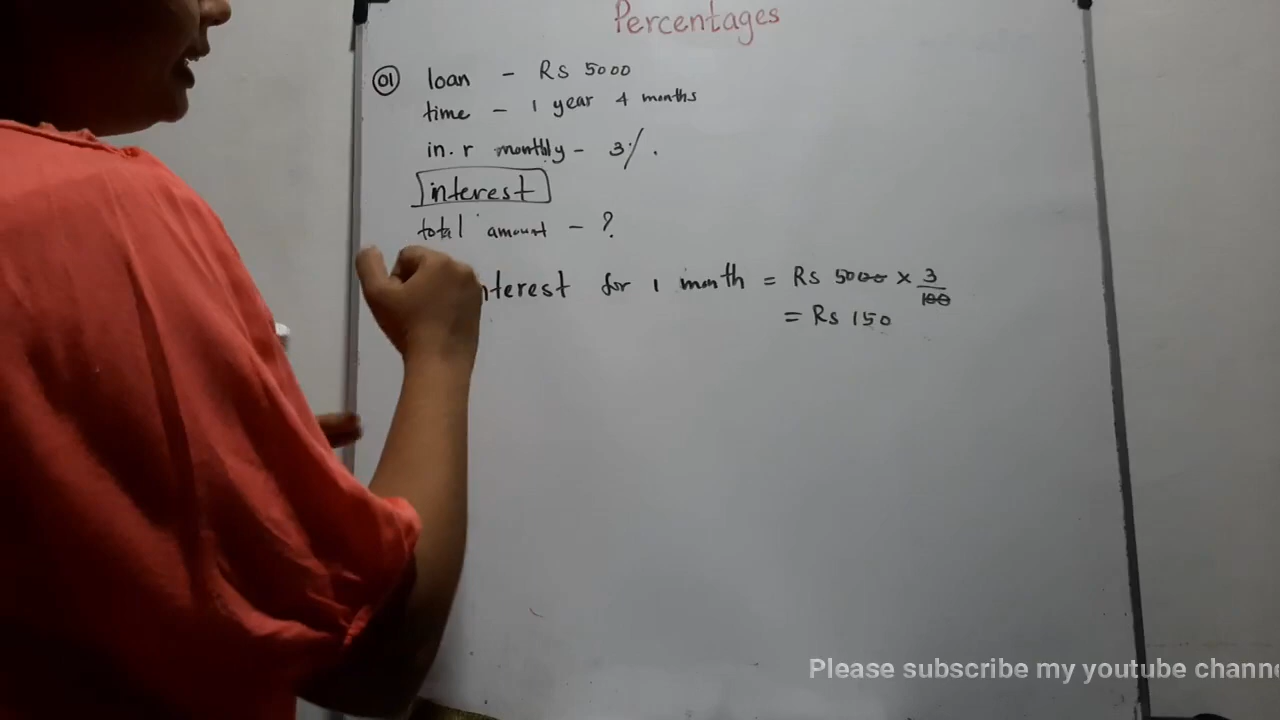 Percentages
01 loan - Rs 5000
time - 1 year 4 months
in.r monthly - 3%.
interest
total amount - ?
nterest for 1 month = Rs 5000 × 3/100
= Rs 150
Please subscribe my youtube channe